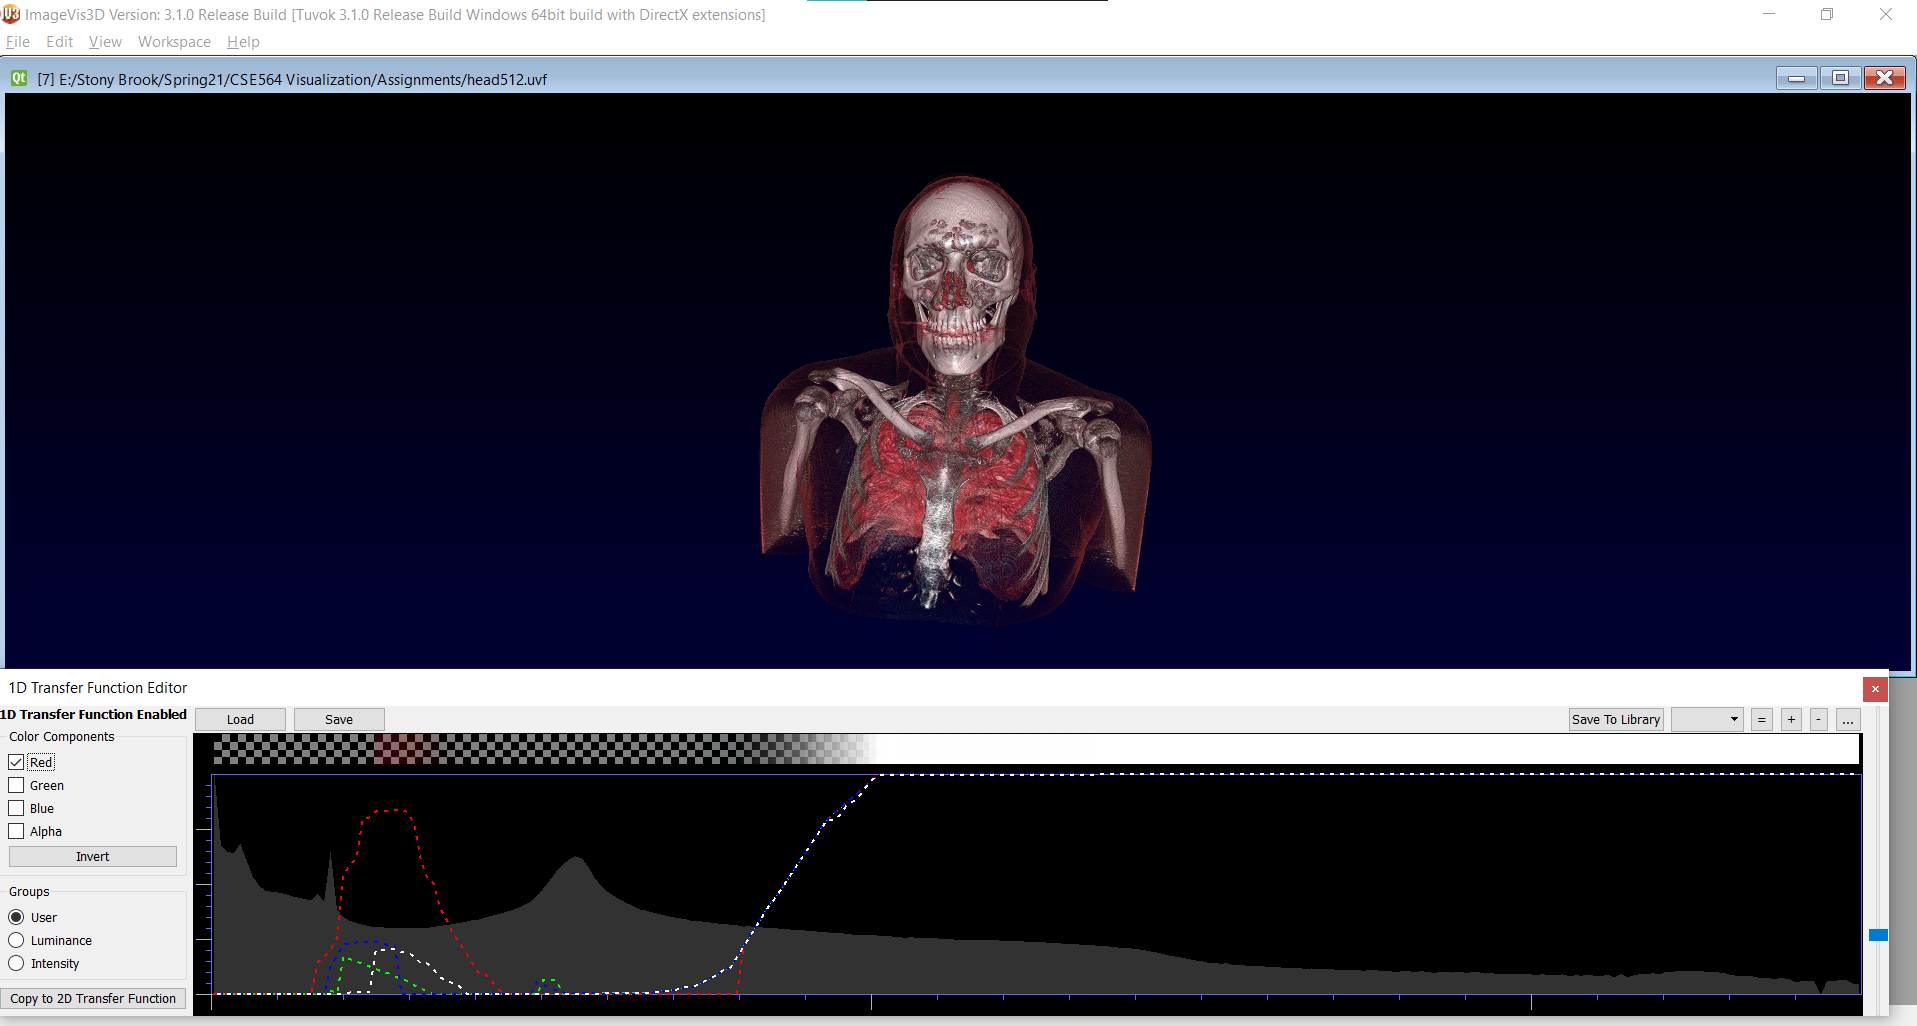 ImageVis3D Version: 3.1.0 Release Build [Tuvok 3.1.0 Release Build Windows 64bit build with DirectX extensions]
File Edit View Workspace Help
Qt [7] E:/Stony Brook/Spring21/CSE564 Visualization/Assignments/head512.uvf
1D Transfer Function Editor
1D Transfer Function Enabled
Load Save Save To Library = + - ...
Color Components
Red
Green
Blue
Alpha
Invert
Groups
User
Luminance
Intensity
Copy to 2D Transfer Function